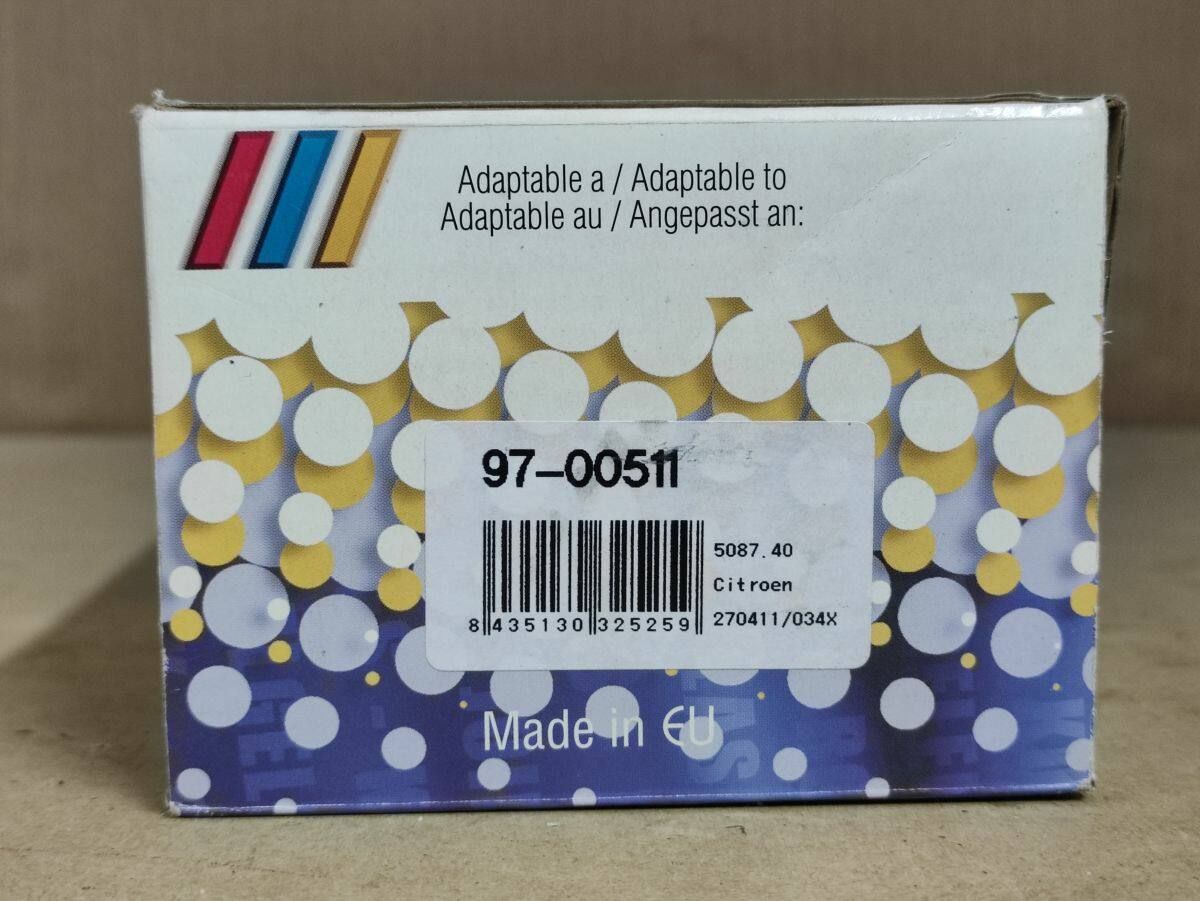 Adaptable a / Adaptable to
Adaptable au / Angepasst an:
97-00511
5087.40
Citroen
270411/034X
8 435130 325259
Made in EU